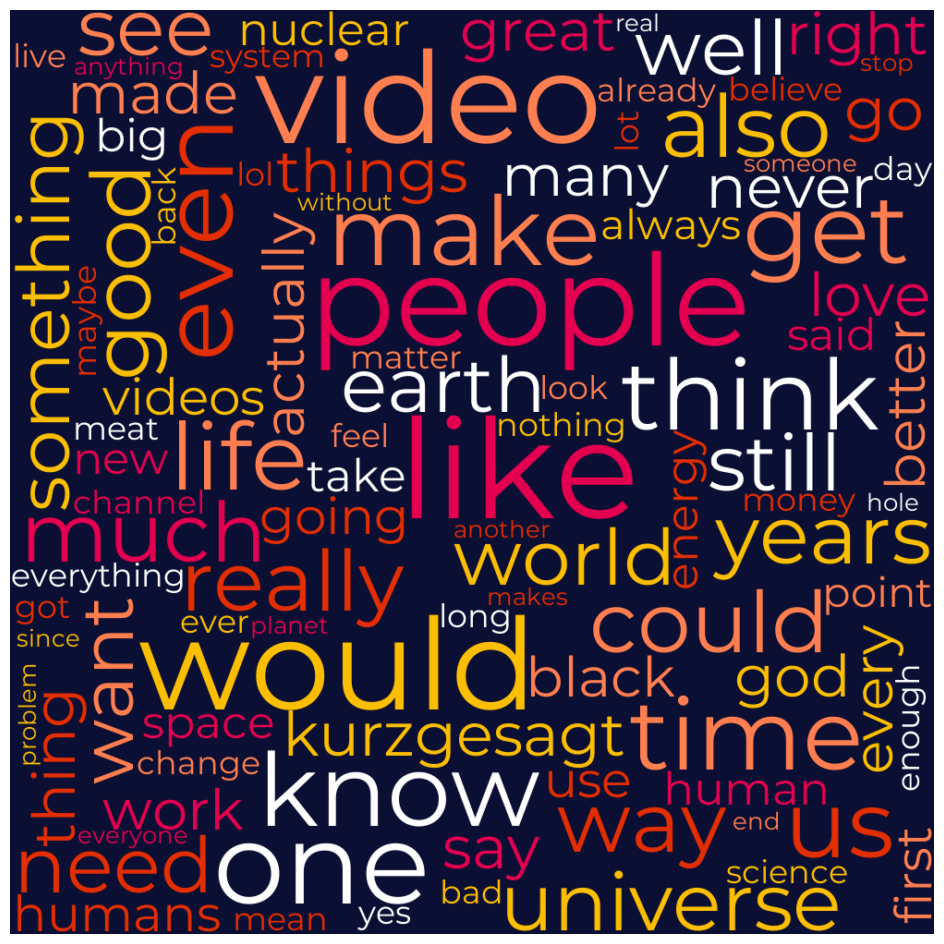 see
nuclear
great
real
well
right
live
anything
system
stop
made
video
already
believe
big
even
lot
also
go
something
good
back
lol
things
many
someone
never
day
without
maybe
actually
make
always
get
people
love
said
matter
videos
earth
look
think
better
meat
feel
like
nothing
new
life
take
still
channel
energy
money
hole
much
going
another
world
years
everything
really
makes
got
want
ever
long
could
point
since
planet
would
black
god
every
enough
problem
thing
space
kurzgesagt
time
change
know
use
human
work
everyone
way
end
us
need
one
say
first
science
bad
universe
humans
mean
yes